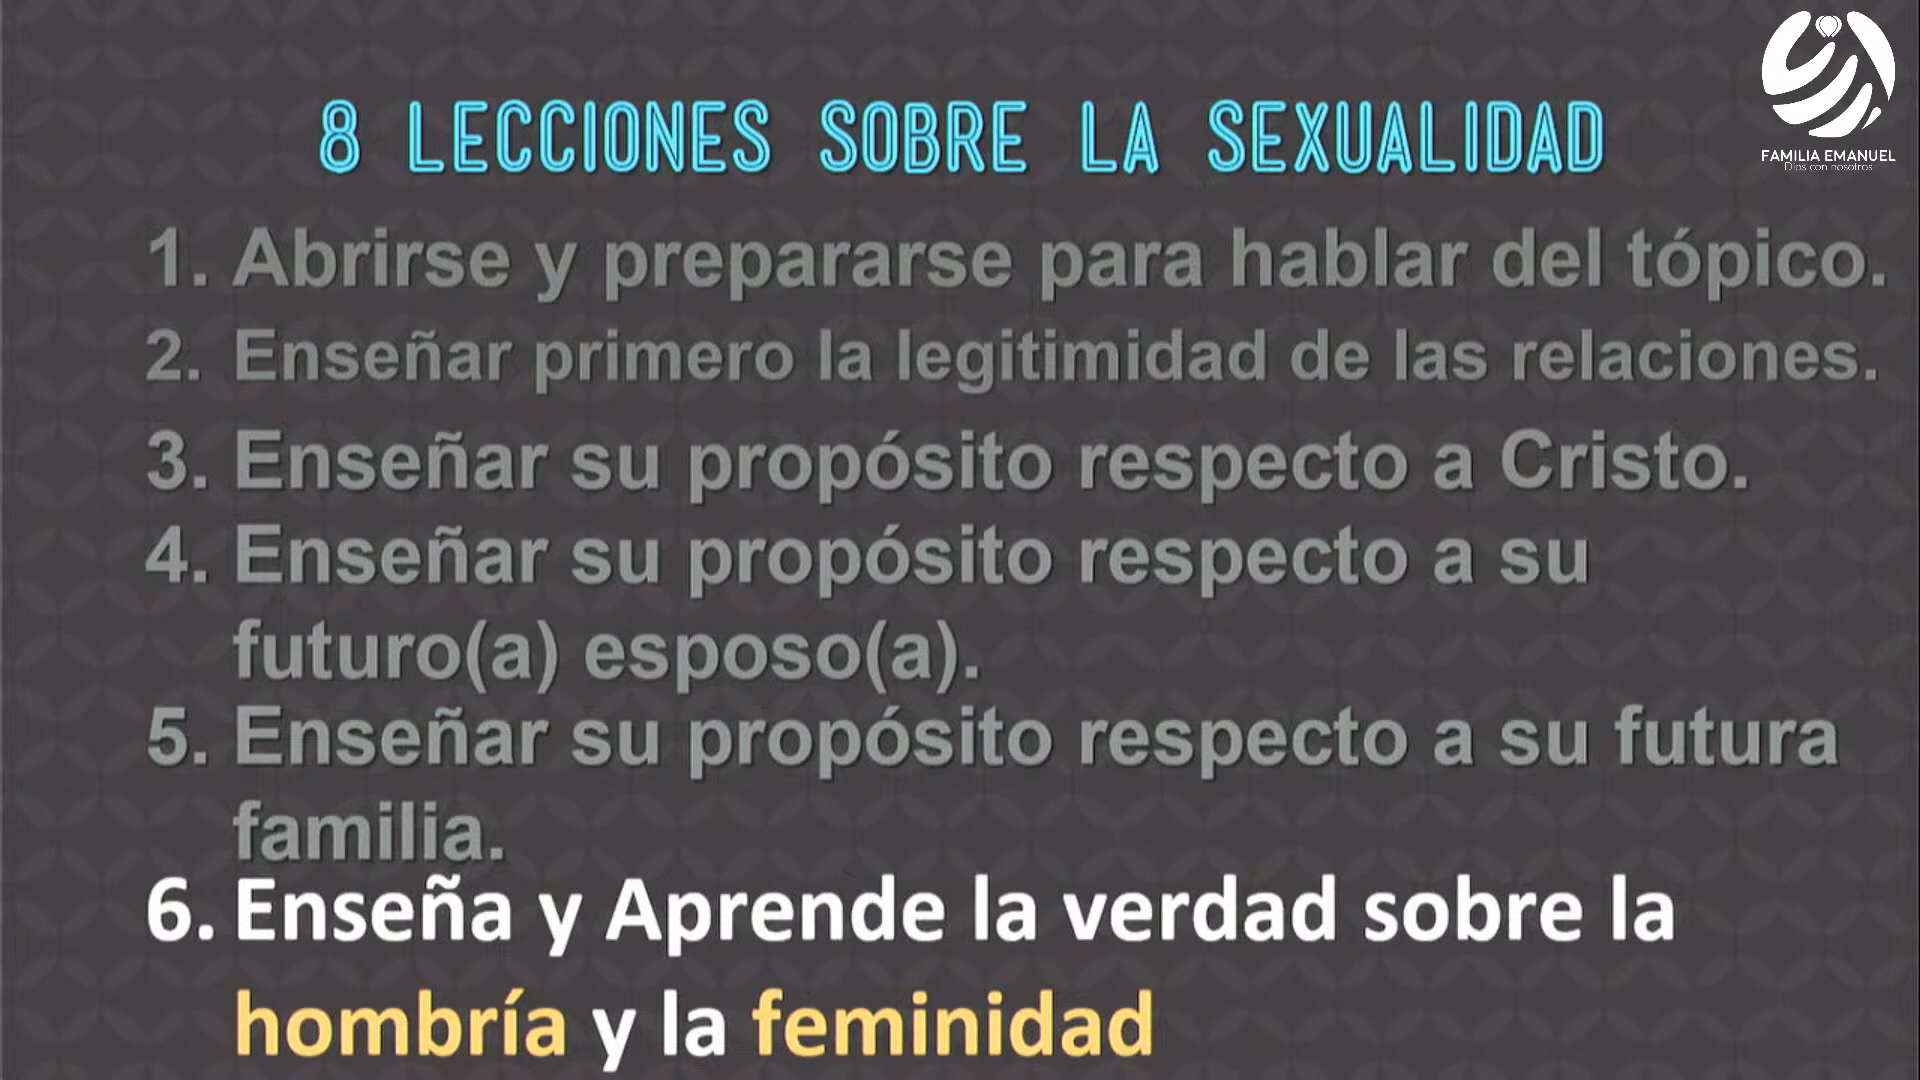 8 LECCIONES SOBRE LA SEXUALIDAD
FAMILIA EMANUEL
Dios con nosotros
1. Abrirse y prepararse para hablar del tópico.
2. Enseñar primero la legitimidad de las relaciones.
3. Enseñar su propósito respecto a Cristo.
4. Enseñar su propósito respecto a su
futuro(a) esposo(a).
5. Enseñar su propósito respecto a su futura
familia.
6. Enseña y Aprende la verdad sobre la
hombría y la feminidad